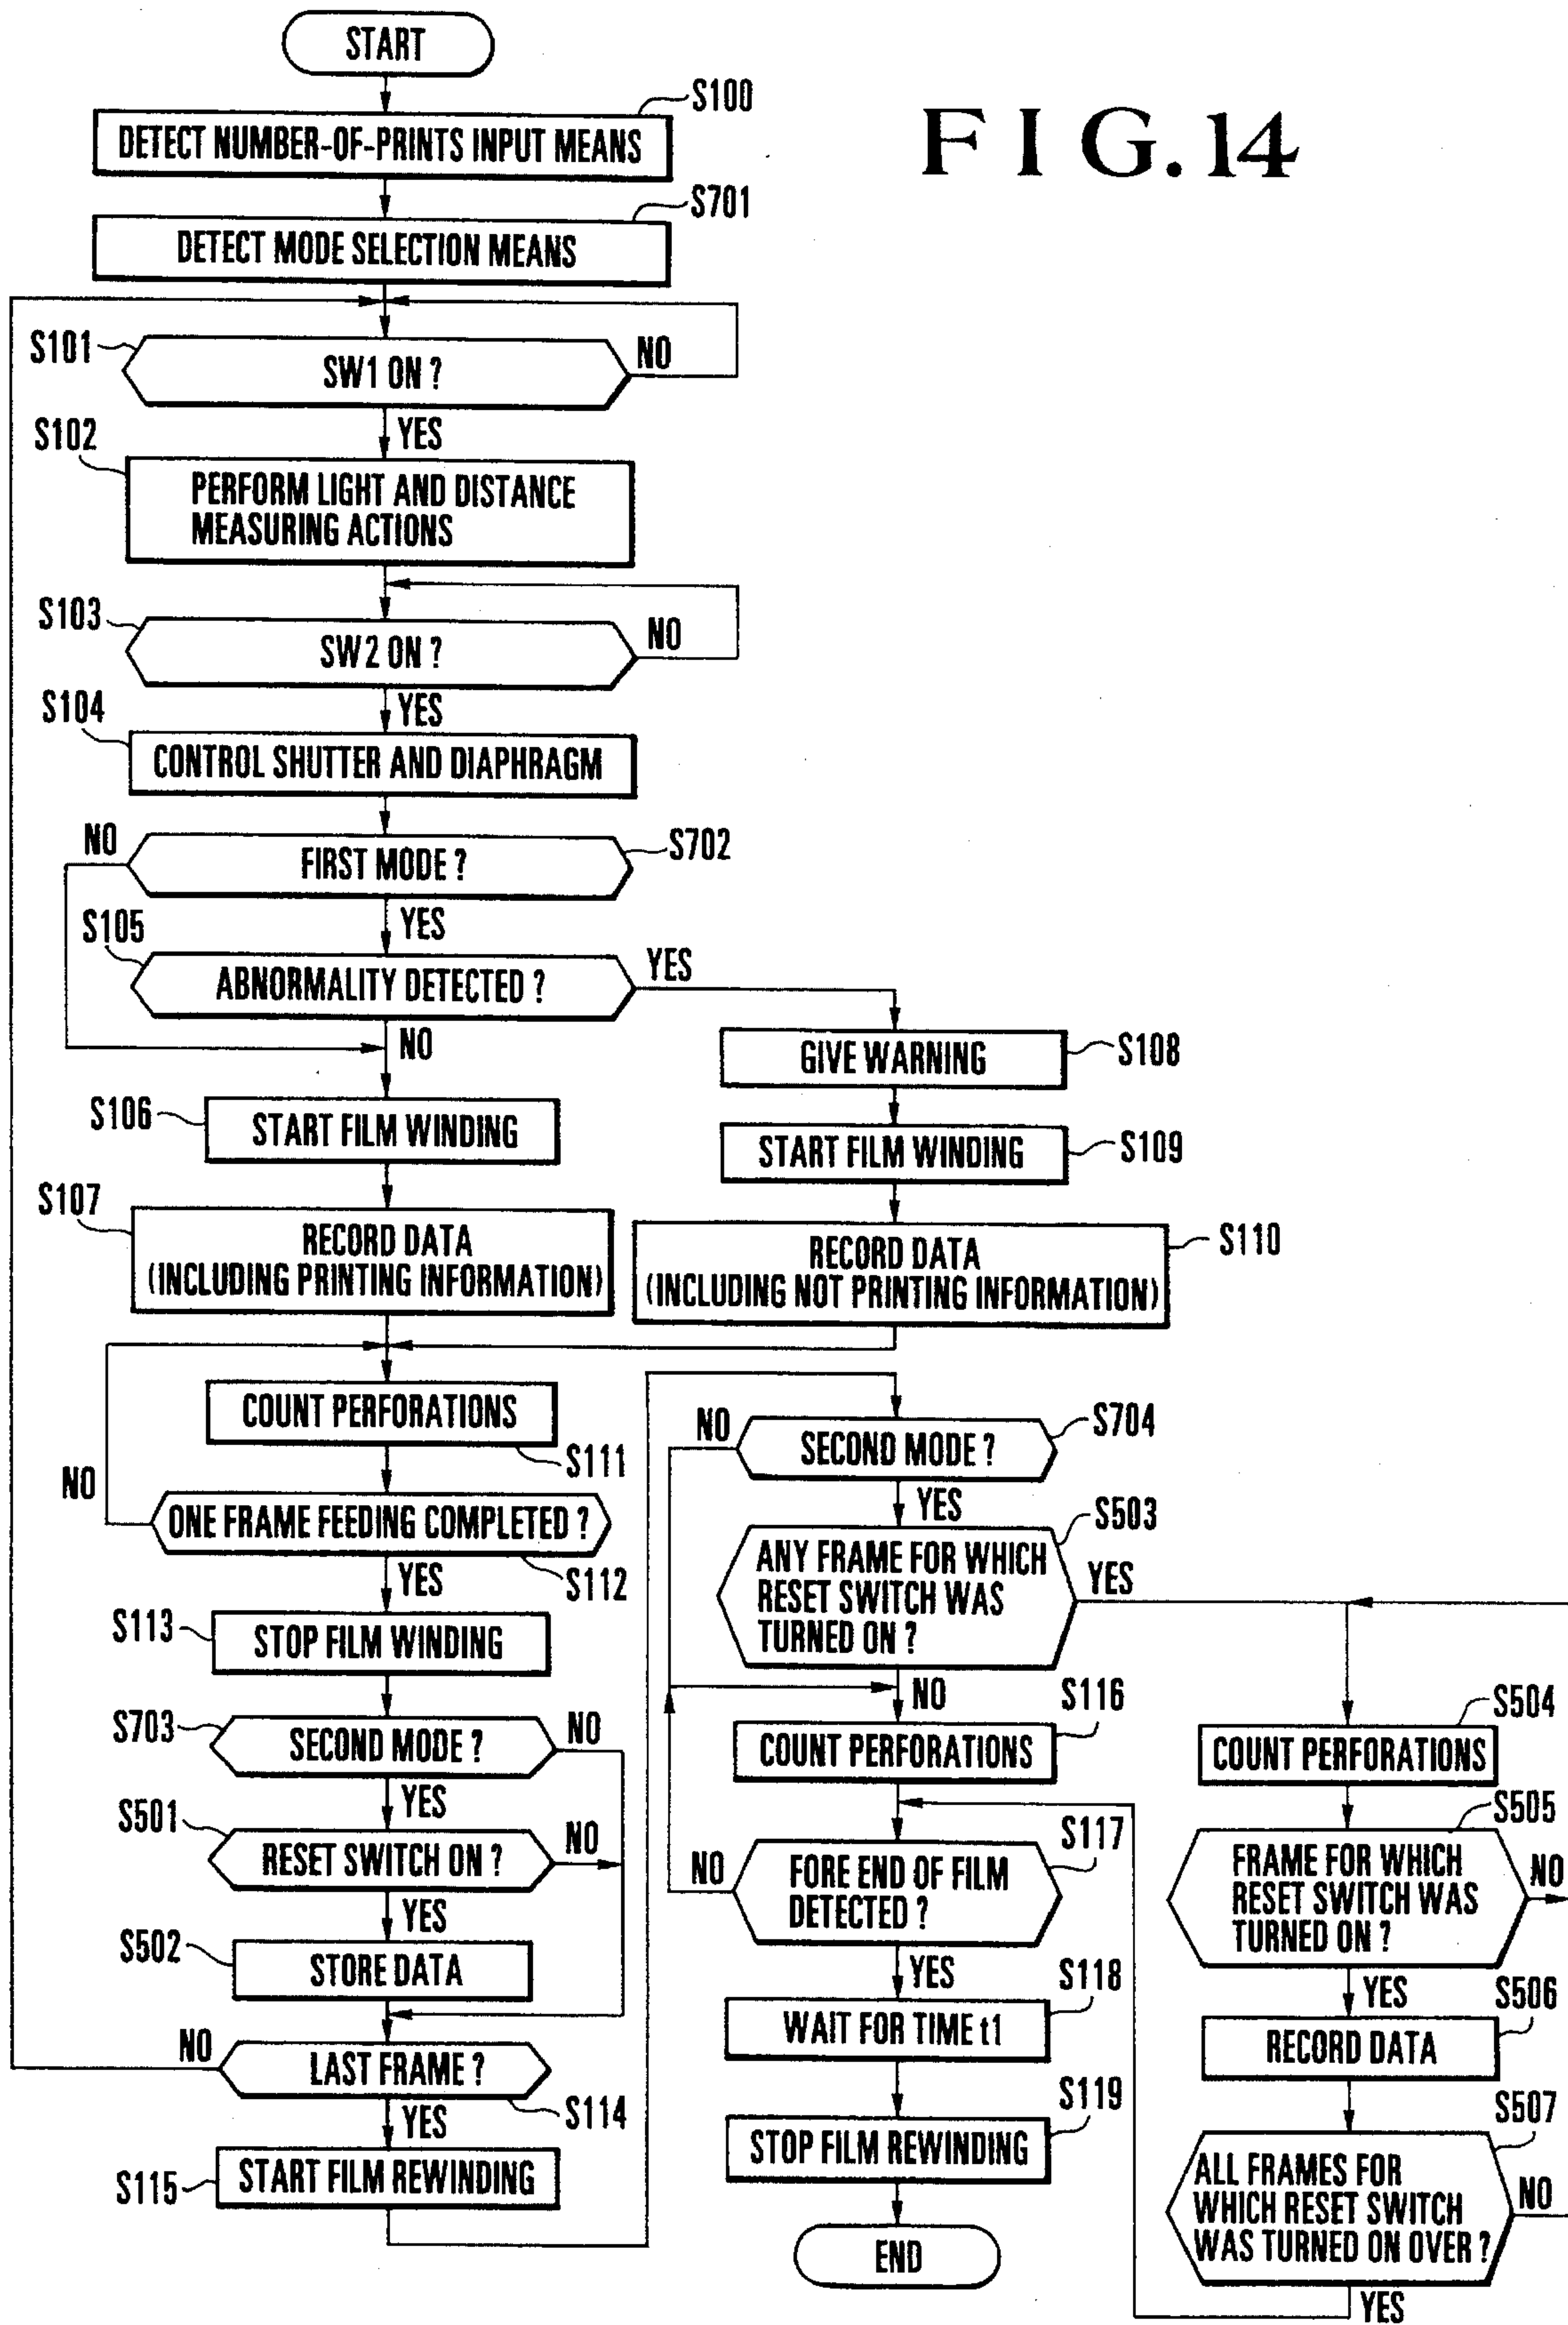 FIG.14
START
S100
DETECT NUMBER-OF-PRINTS INPUT MEANS
S701
DETECT MODE SELECTION MEANS
S101
SW1 ON ?
NO
YES
S102
PERFORM LIGHT AND DISTANCE
MEASURING ACTIONS
S103
SW2 ON ?
NO
YES
S104
CONTROL SHUTTER AND DIAPHRAGM
NO
FIRST MODE ?
S702
YES
S105
ABNORMALITY DETECTED ?
YES
NO
S106
START FILM WINDING
S107
RECORD DATA
(INCLUDING PRINTING INFORMATION)
GIVE WARNING
S108
START FILM WINDING
S109
RECORD DATA
(INCLUDING NOT PRINTING INFORMATION)
S110
COUNT PERFORATIONS
S111
NO
ONE FRAME FEEDING COMPLETED ?
S112
YES
S113
STOP FILM WINDING
S703
SECOND MODE ?
NO
YES
S501
RESET SWITCH ON ?
NO
YES
S502
STORE DATA
NO
LAST FRAME ?
S114
YES
S115
START FILM REWINDING
NO
SECOND MODE ?
S704
YES
S503
ANY FRAME FOR WHICH
RESET SWITCH WAS
TURNED ON ?
YES
NO
S116
COUNT PERFORATIONS
S117
NO
FORE END OF FILM
DETECTED ?
YES
S118
WAIT FOR TIME t1
S119
STOP FILM REWINDING
END
S504
COUNT PERFORATIONS
S505
FRAME FOR WHICH
RESET SWITCH WAS
TURNED ON ?
NO
YES
S506
RECORD DATA
S507
ALL FRAMES FOR
WHICH RESET SWITCH
WAS TURNED ON OVER ?
NO
YES